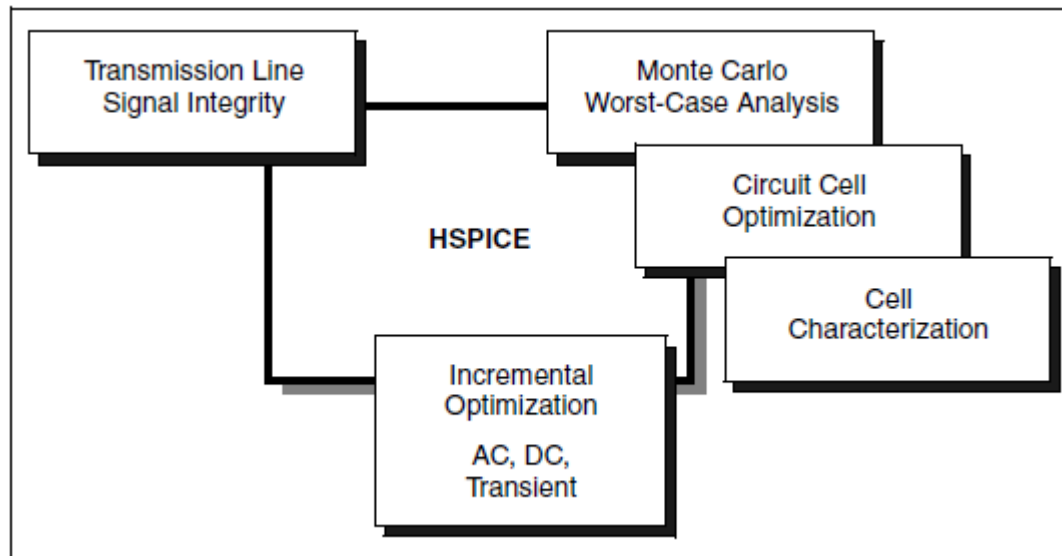 Transmission Line
Signal Integrity
Monte Carlo
Worst-Case Analysis
Circuit Cell
Optimization
HSPICE
Cell
Characterization
Incremental
Optimization
AC, DC,
Transient